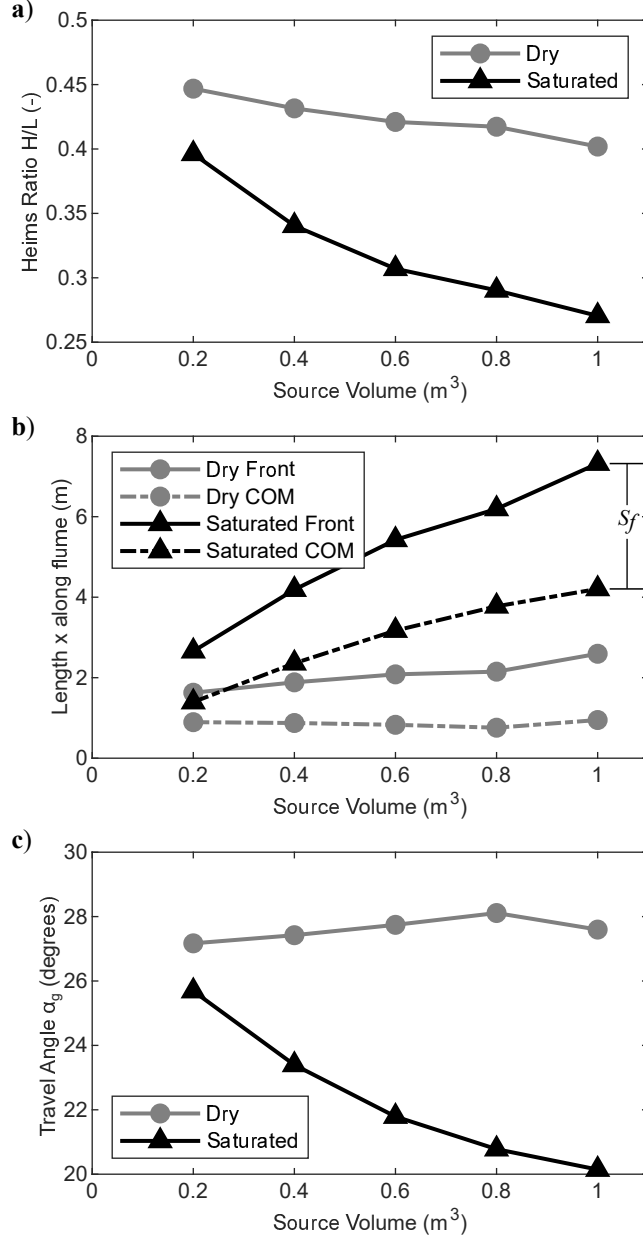 a)
0.5
0.45
0.4
0.35
0.3
0.25
Heims Ratio H/L (-)
Dry
Saturated
0 0.2 0.4 0.6 0.8 1
Source Volume (m³)
b)
8
6
4
2
0
Length x along flume (m)
Dry Front
Dry COM
Saturated Front
Saturated COM
Sf
0 0.2 0.4 0.6 0.8 1
Source Volume (m³)
c)
30
28
26
24
22
20
Travel Angle αg (degrees)
Dry
Saturated
0 0.2 0.4 0.6 0.8 1
Source Volume (m³)